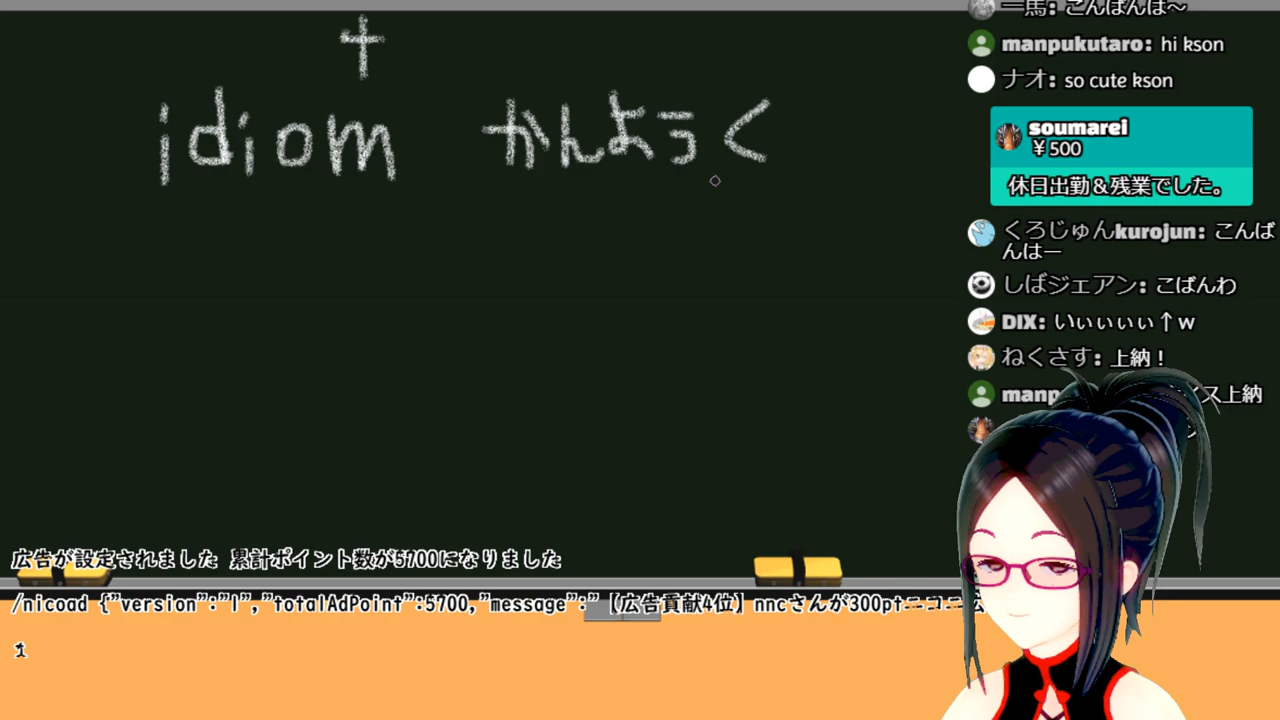 idiom かんようく
一馬: こんばんは～
manpukutaro: hi kson
ナオ: so cute kson
soumarei
￥500
休日出勤＆残業でした。
くろじゅんkurojun: こんば
んはー
しばジェアン: こばんわ
DIX: いぃぃぃぃ↑w
ねくさす: 上納！
manp
ス上納
広告が設定されました 累計ポイント数が5700になりました
/nicoad {"version":"1","totalAdPoint":5700,"message":"【広告貢献4位】nncさんが300ptニコニ広
1